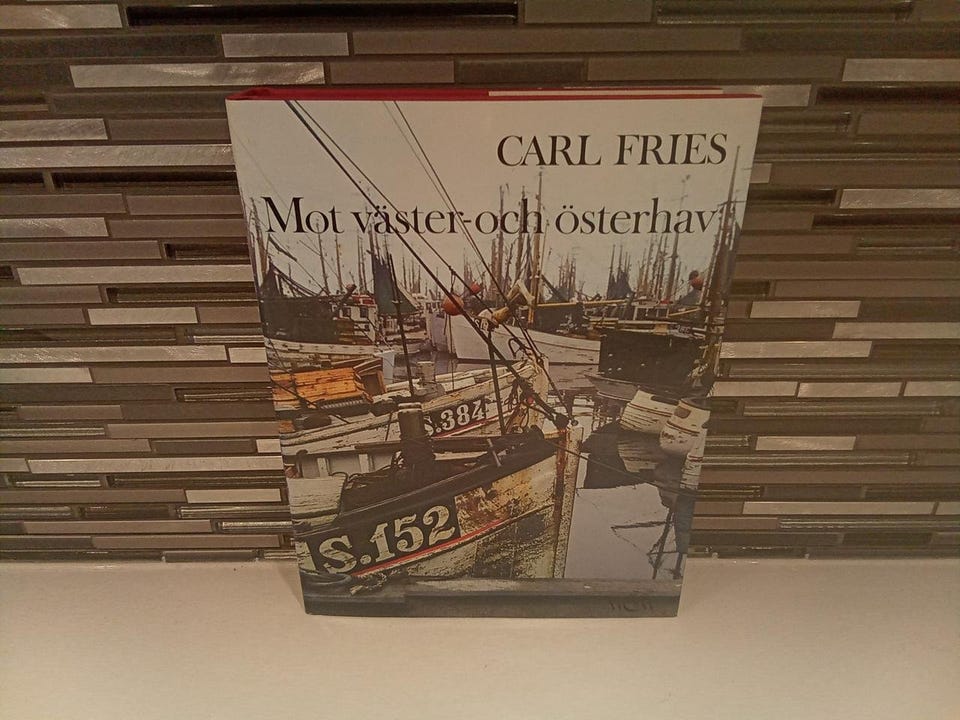 CARL FRIES
Mot väster-och österhav
S.384
S.152